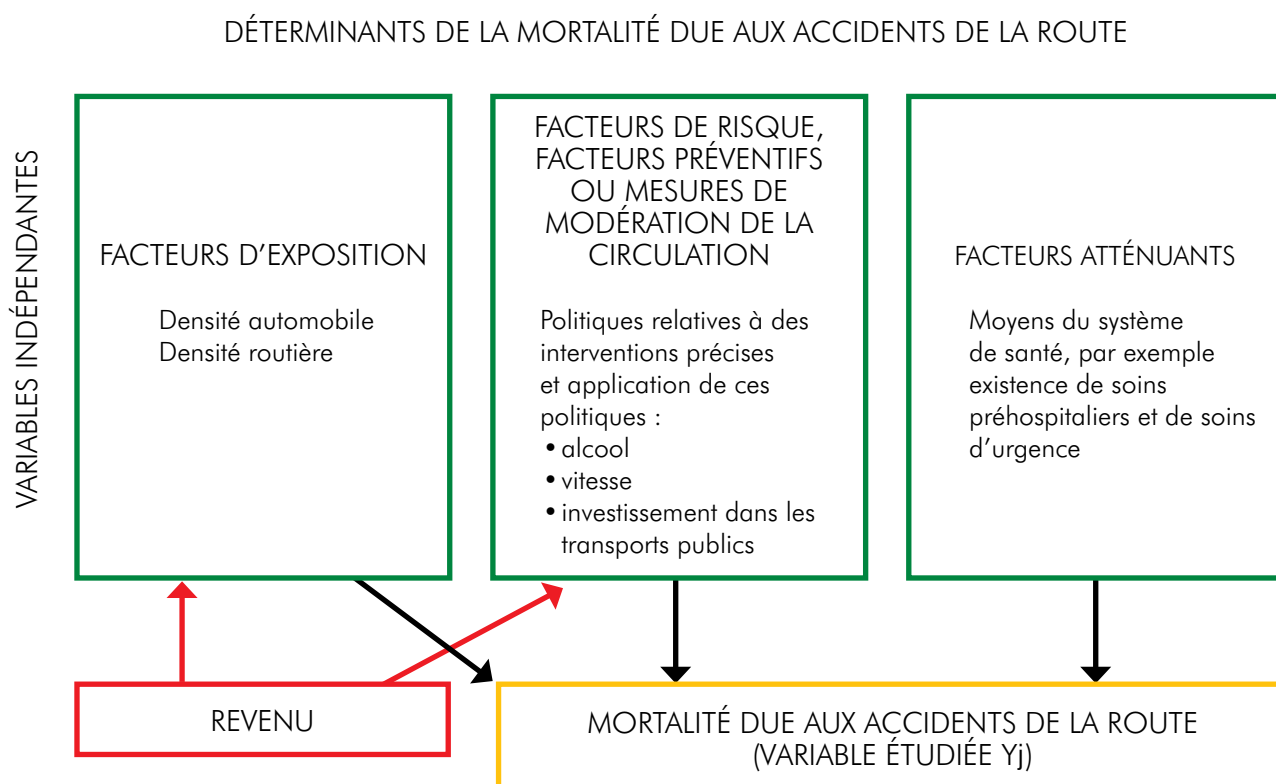 DÉTERMINANTS DE LA MORTALITÉ DUE AUX ACCIDENTS DE LA ROUTE
VARIABLES INDÉPENDANTES
FACTEURS D'EXPOSITION
Densité automobile
Densité routière
FACTEURS DE RISQUE,
FACTEURS PRÉVENTIFS
OU MESURES DE
MODÉRATION DE LA
CIRCULATION
Politiques relatives à des
interventions précises
et application de ces
politiques :
• alcool
• vitesse
• investissement dans les
transports publics
FACTEURS ATTÉNUANTS
Moyens du système
de santé, par exemple
existence de soins
préhospitaliers et de soins
d'urgence
REVENU
MORTALITÉ DUE AUX ACCIDENTS DE LA ROUTE
(VARIABLE ÉTUDIÉE Yj)